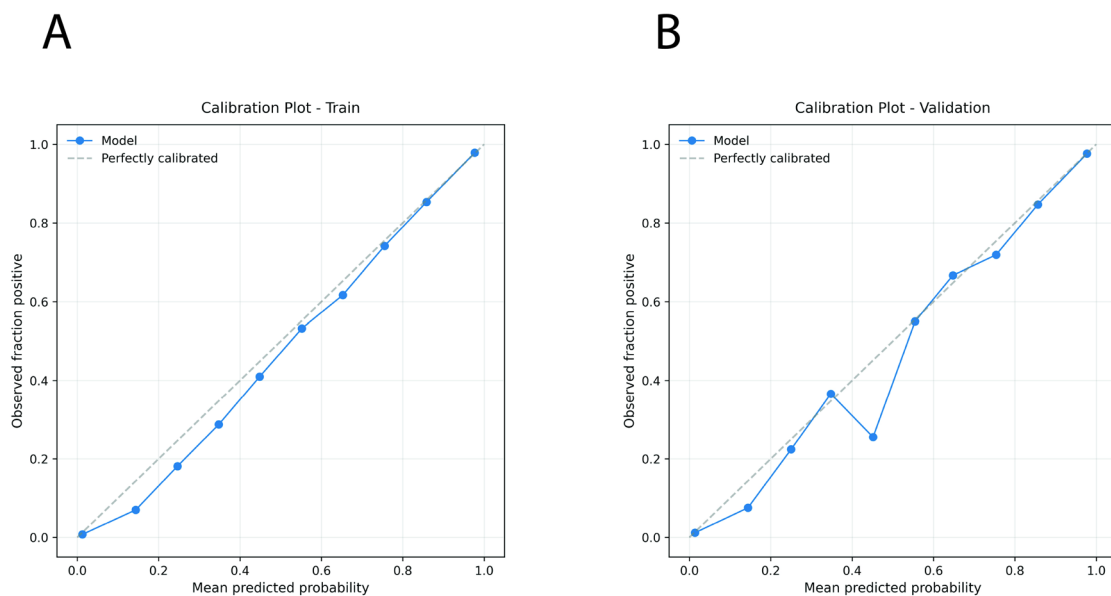 A
Calibration Plot - Train
Model
Perfectly calibrated
1.0
0.8
0.6
0.4
0.2
0.0
Observed fraction positive
0.0 0.2 0.4 0.6 0.8 1.0
Mean predicted probability
B
Calibration Plot - Validation
Model
Perfectly calibrated
1.0
0.8
0.6
0.4
0.2
0.0
Observed fraction positive
0.0 0.2 0.4 0.6 0.8 1.0
Mean predicted probability